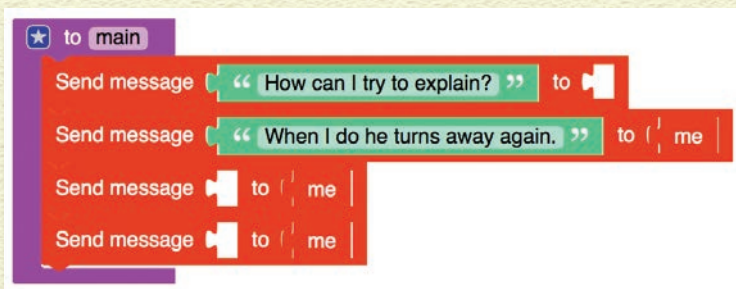 to main
Send message “ How can I try to explain? ” to
Send message “ When I do he turns away again. ” to me
Send message to me
Send message to me